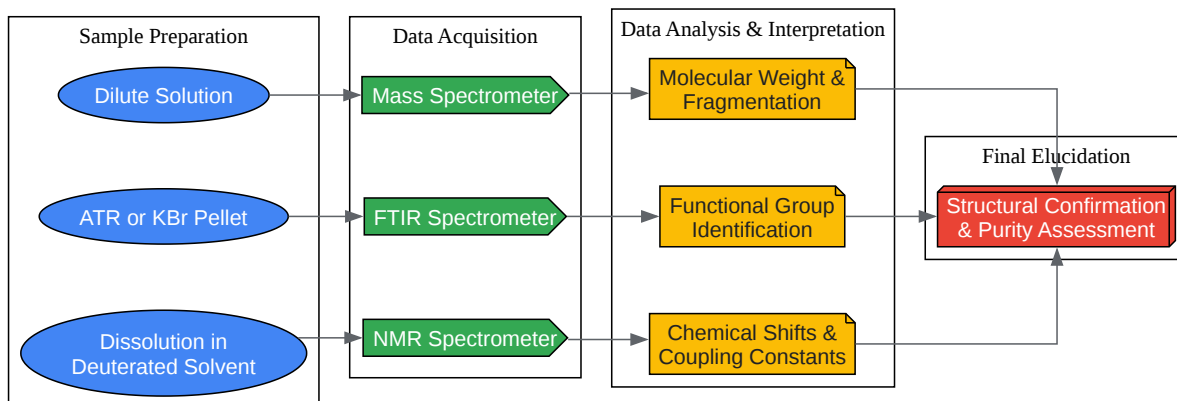 Sample Preparation
Dilute Solution
ATR or KBr Pellet
Dissolution in
Deuterated Solvent
Data Acquisition
Mass Spectrometer
FTIR Spectrometer
NMR Spectrometer
Data Analysis & Interpretation
Molecular Weight &
Fragmentation
Functional Group
Identification
Chemical Shifts &
Coupling Constants
Final Elucidation
Structural Confirmation
& Purity Assessment